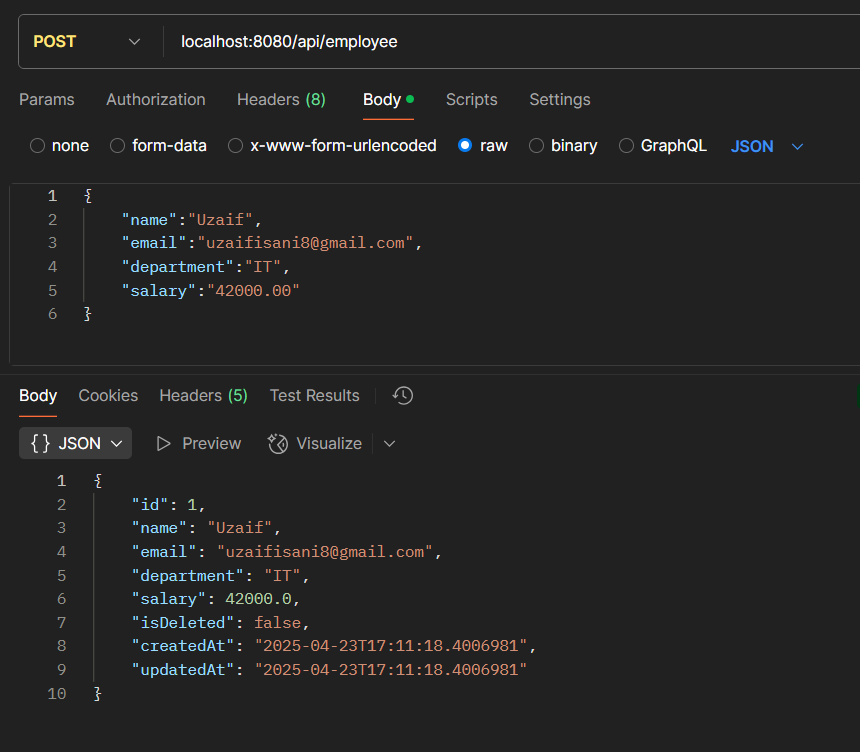 POST localhost:8080/api/employee
Params Authorization Headers (8) Body Scripts Settings
none form-data x-www-form-urlencoded raw binary GraphQL JSON
1 {
2 "name":"Uzaif",
3 "email":"uzaifisani8@gmail.com",
4 "department":"IT",
5 "salary":"42000.00"
6 }
Body Cookies Headers (5) Test Results
{} JSON Preview Visualize
1 {
2 "id": 1,
3 "name": "Uzaif",
4 "email": "uzaifisani8@gmail.com",
5 "department": "IT",
6 "salary": 42000.0,
7 "isDeleted": false,
8 "createdAt": "2025-04-23T17:11:18.4006981",
9 "updatedAt": "2025-04-23T17:11:18.4006981"
10 }